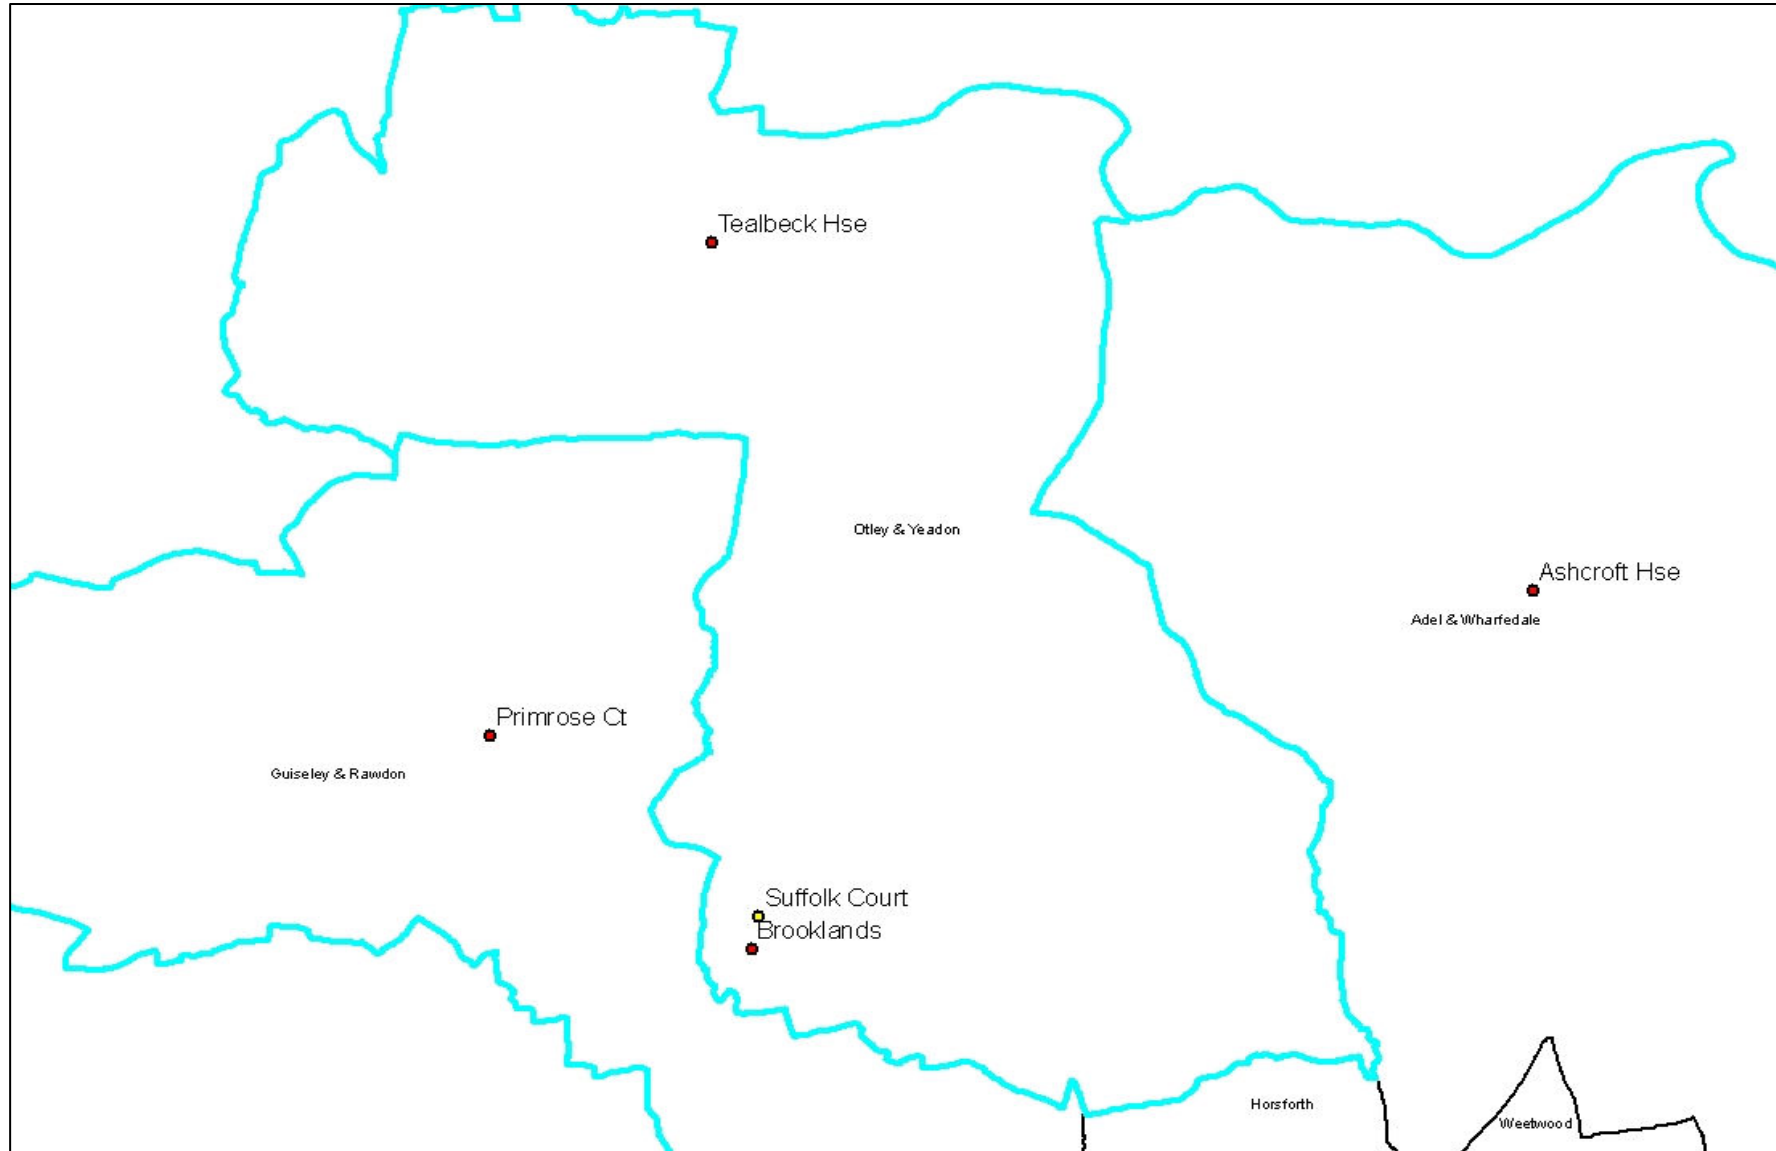 Tealbeck Hse
Otley & Yeadon
Ashcroft Hse
Adel & Wharfedale
Primrose Ct
Guiseley & Rawdon
Suffolk Court
Brooklands
Horsforth
Weetwood